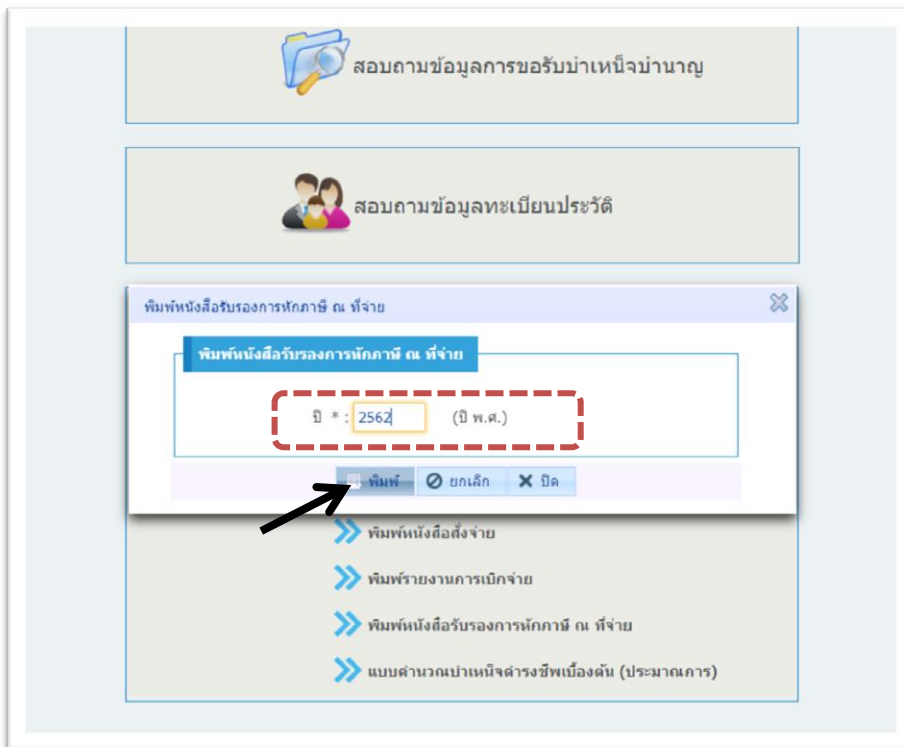 สอบถามข้อมูลการขอรับบำเหน็จบำนาญ
สอบถามข้อมูลทะเบียนประวัติ
พิมพ์หนังสือรับรองการหักภาษี ณ ที่จ่าย
พิมพ์หนังสือรับรองการหักภาษี ณ ที่จ่าย
ปี * : 2562 (ปี พ.ศ.)
พิมพ์ ยกเลิก ปิด
พิมพ์หนังสือสั่งจ่าย
พิมพ์รายงานการเบิกจ่าย
พิมพ์หนังสือรับรองการหักภาษี ณ ที่จ่าย
แบบคำนวณบำเหน็จดำรงชีพเบื้องต้น (ประมาณการ)